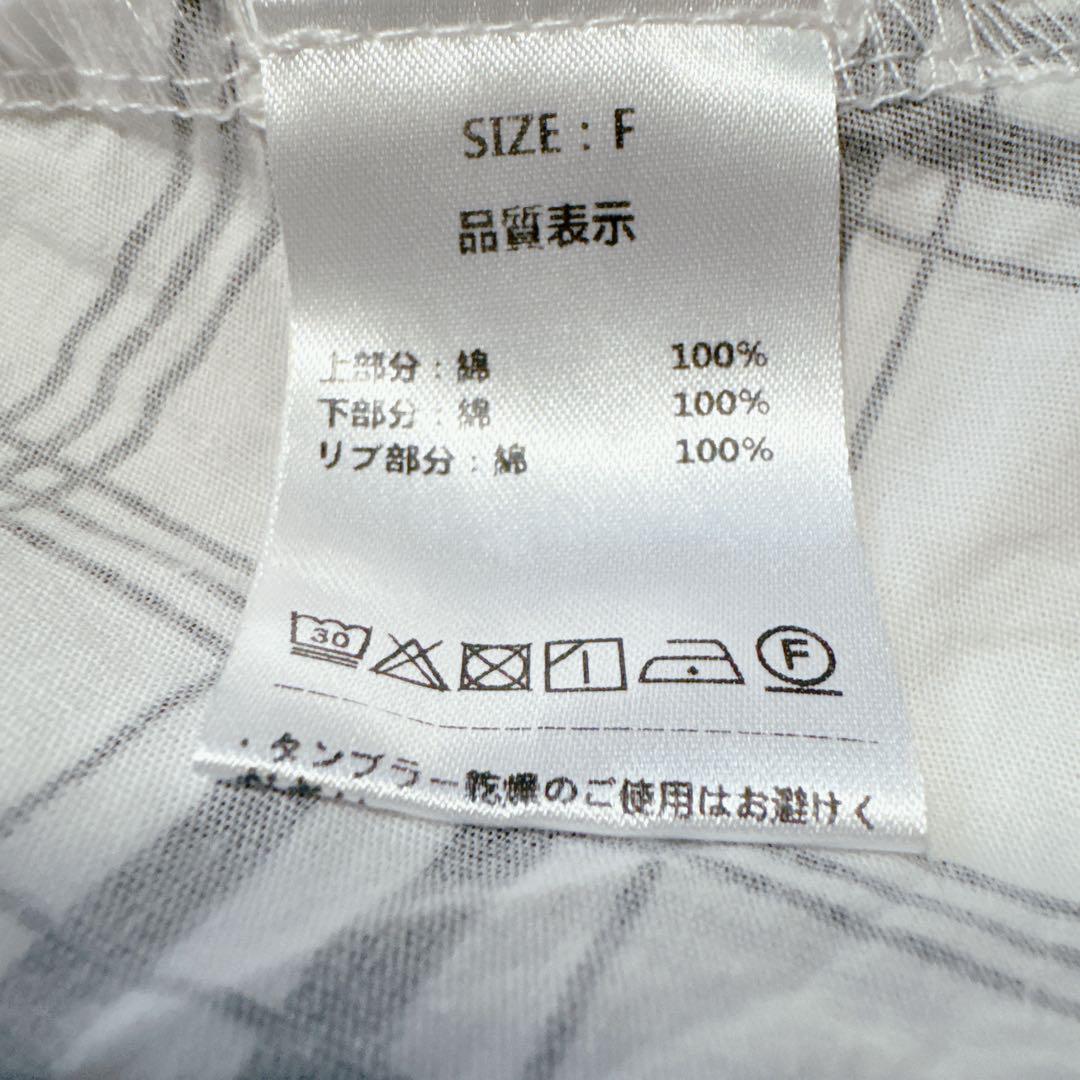 SIZE : F
品質表示
上部分 : 綿 100%
下部分 : 綿 100%
リブ部分 : 綿 100%
30
F
・タンブラー乾燥のご使用はお避けく